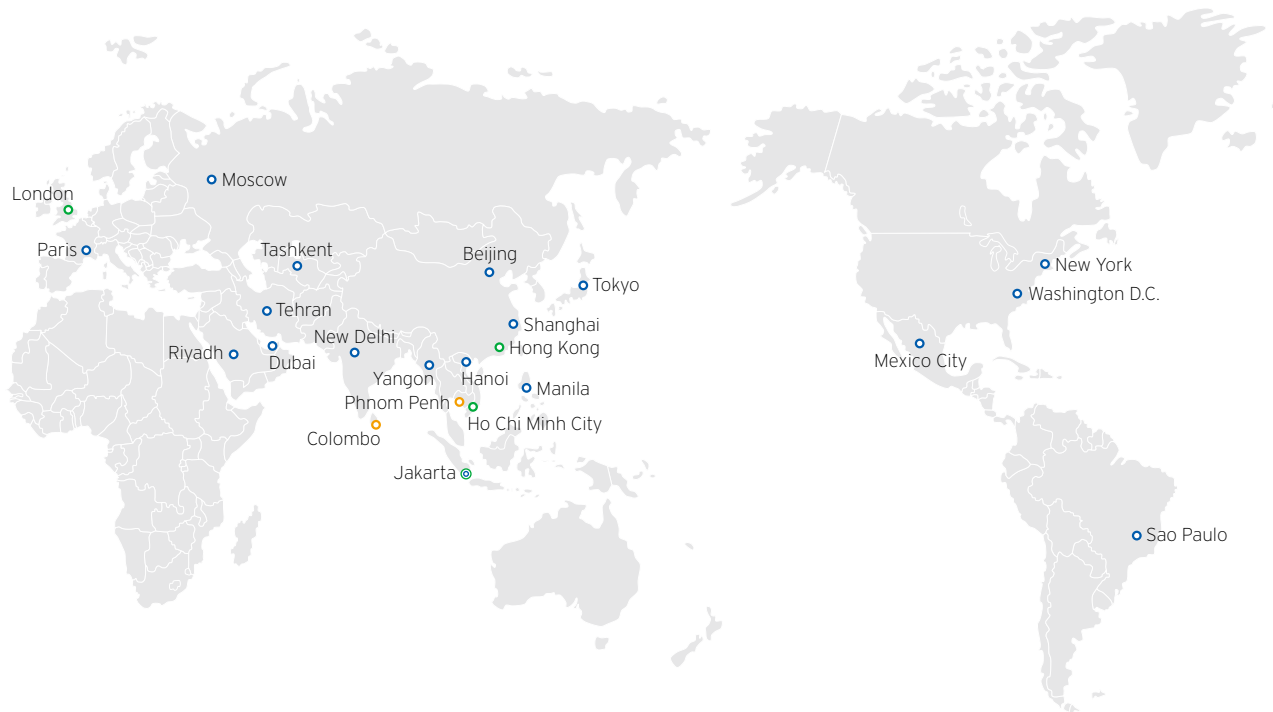 Moscow
London
Paris
Tashkent
Beijing
Tokyo
New York
Washington D.C.
Tehran
Shanghai
New Delhi
Hong Kong
Riyadh
Dubai
Mexico City
Yangon
Hanoi
Manila
Phnom Penh
Ho Chi Minh City
Colombo
Jakarta
Sao Paulo